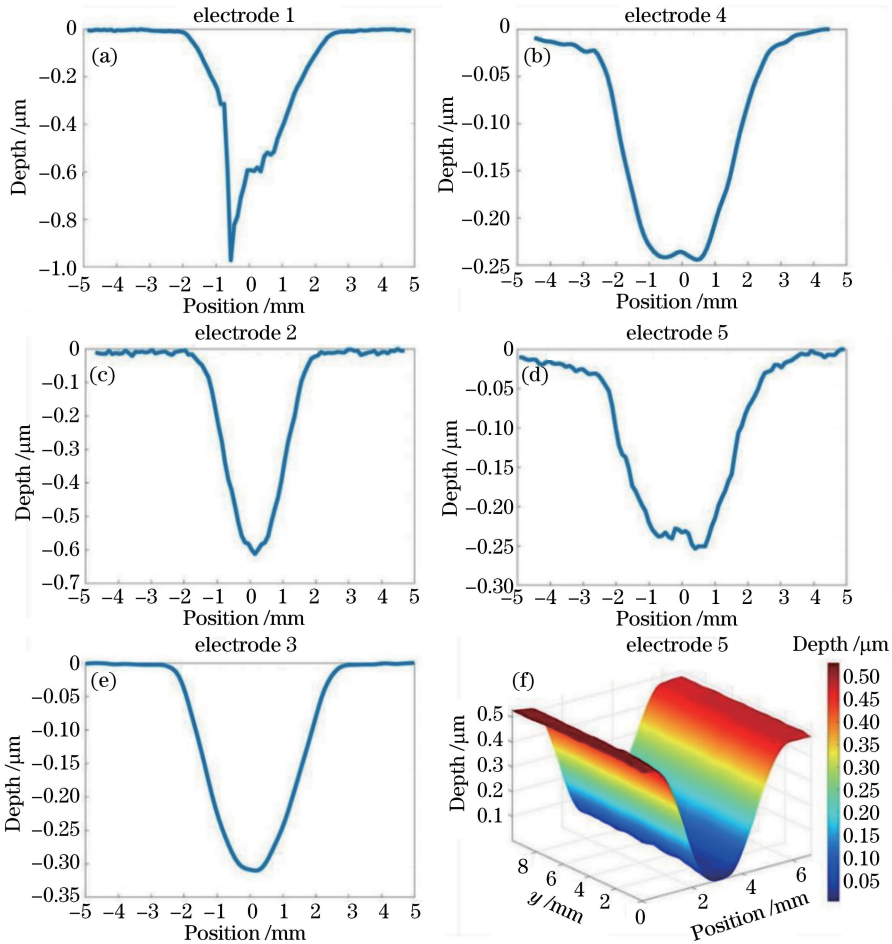 electrode 1
(a)
0
−0.2
−0.4
−0.6
−0.8
−1.0
Depth /μm
−5 −4 −3 −2 −1 0 1 2 3 4 5
Position /mm
electrode 4
(b)
0
−0.05
−0.10
−0.15
−0.20
−0.25
Depth /μm
−5 −4 −3 −2 −1 0 1 2 3 4 5
Position /mm
electrode 2
(c)
0
−0.1
−0.2
−0.3
−0.4
−0.5
−0.6
−0.7
Depth /μm
−5 −4 −3 −2 −1 0 1 2 3 4 5
Position /mm
electrode 5
(d)
0
−0.05
−0.10
−0.15
−0.20
−0.25
−0.30
Depth /μm
−5 −4 −3 −2 −1 0 1 2 3 4 5
Position /mm
electrode 3
(e)
0
−0.05
−0.10
−0.15
−0.20
−0.25
−0.30
−0.35
Depth /μm
−5 −4 −3 −2 −1 0 1 2 3 4 5
Position /mm
electrode 5
(f)
Depth /μm
0.50
0.45
0.40
0.35
0.30
0.25
0.20
0.15
0.10
0.05
0.5
0.4
0.3
0.2
0.1
Depth /μm
8 6 4 2 0
y /mm
2 4 6
Position /mm